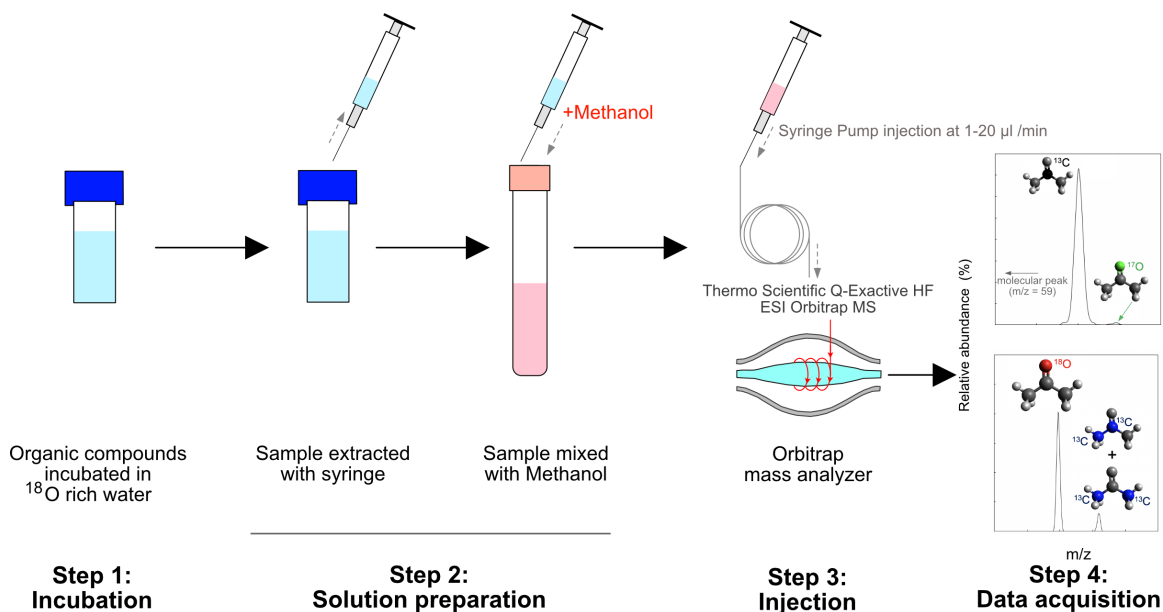 +Methanol
Syringe Pump injection at 1-20 µl /min
Thermo Scientific Q-Exactive HF
ESI Orbitrap MS
Relative abundance (%)
¹³C
¹⁷O
molecular peak
(m/z = 59)
¹⁸O
¹³C
¹³C
+
¹³C
¹³C
m/z
Organic compounds
incubated in
¹⁸O rich water
Sample extracted
with syringe
Sample mixed
with Methanol
Orbitrap
mass analyzer
Step 1:
Incubation
Step 2:
Solution preparation
Step 3:
Injection
Step 4:
Data acquisition